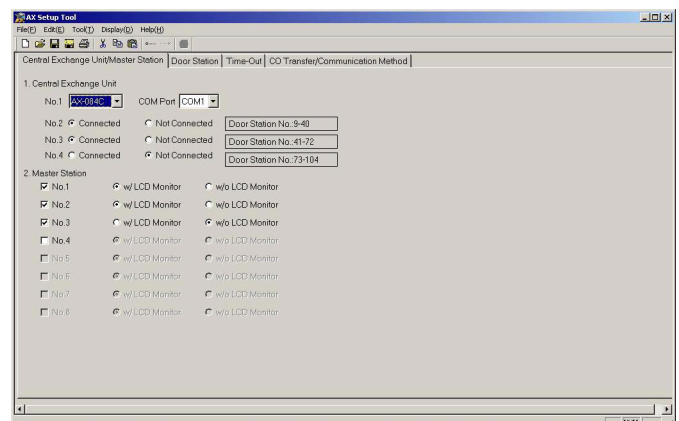 AX Setup Tool
File(F) Edit(E) Tool(T) Display(D) Help(H)
Central Exchange Unit/Master Station Door Station Time-Out CO Transfer/Communication Method
1. Central Exchange Unit
No.1 AX-084C COM Port COM1
No.2 Connected Not Connected Door Station No.:9-40
No.3 Connected Not Connected Door Station No.:41-72
No.4 Connected Not Connected Door Station No.:73-104
2. Master Station
No.1 w/ LCD Monitor w/o LCD Monitor
No.2 w/ LCD Monitor w/o LCD Monitor
No.3 w/ LCD Monitor w/o LCD Monitor
No.4 w/ LCD Monitor w/o LCD Monitor
No.5 w/ LCD Monitor w/o LCD Monitor
No.6 w/ LCD Monitor w/o LCD Monitor
No.7 w/ LCD Monitor w/o LCD Monitor
No.8 w/ LCD Monitor w/o LCD Monitor